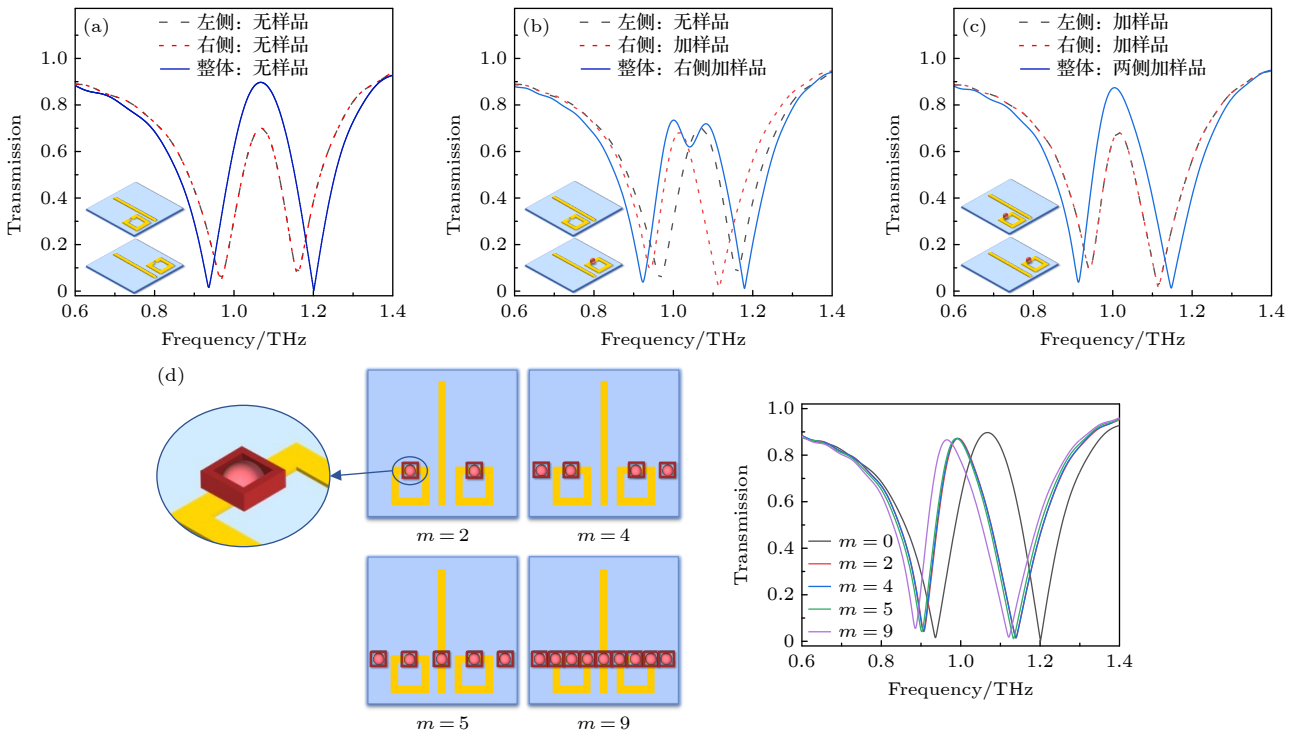 (a)
左侧：无样品
右侧：无样品
整体：无样品
1.0
0.8
0.6
0.4
0.2
0
Transmission
0.6 0.8 1.0 1.2 1.4
Frequency/THz
(b)
左侧：无样品
右侧：加样品
整体：右侧加样品
1.0
0.8
0.6
0.4
0.2
0
Transmission
0.6 0.8 1.0 1.2 1.4
Frequency/THz
(c)
左侧：加样品
右侧：加样品
整体：两侧加样品
1.0
0.8
0.6
0.4
0.2
0
Transmission
0.6 0.8 1.0 1.2 1.4
Frequency/THz
(d)
m = 2
m = 4
m = 5
m = 9
1.0
0.8
0.6
0.4
0.2
0
Transmission
m = 0
m = 2
m = 4
m = 5
m = 9
0.6 0.8 1.0 1.2 1.4
Frequency/THz